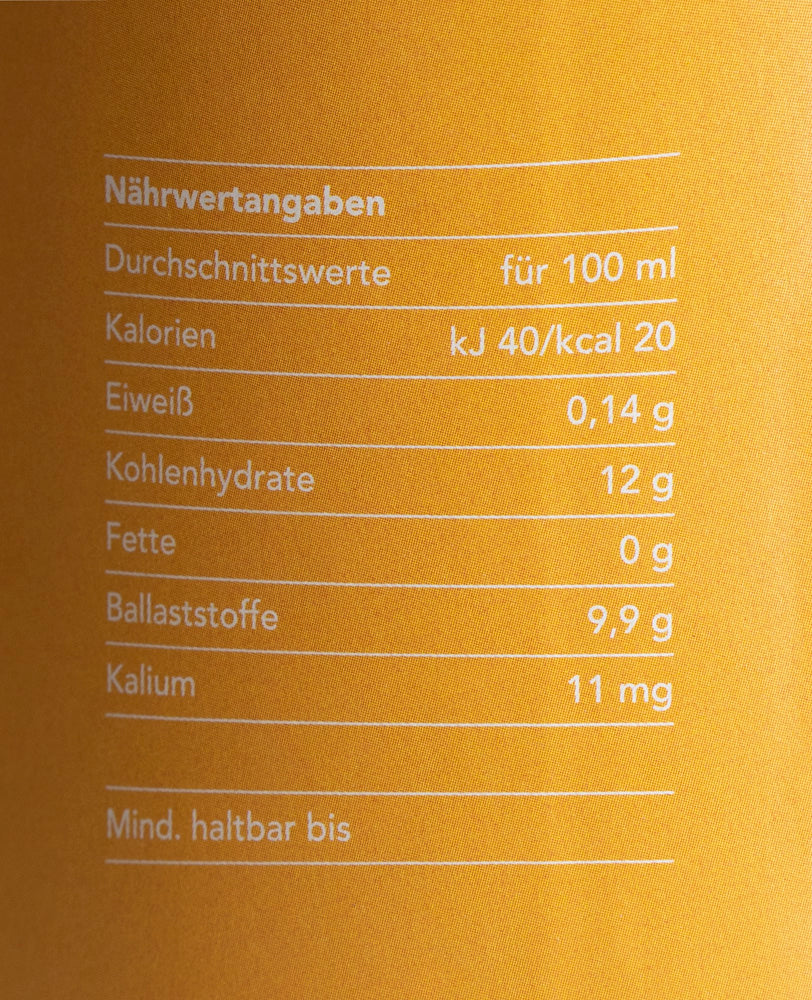 Nährwertangaben
Durchschnittswerte für 100 ml
Kalorien kJ 40/kcal 20
Eiweiß 0,14 g
Kohlenhydrate 12 g
Fette 0 g
Ballaststoffe 9,9 g
Kalium 11 mg
Mind. haltbar bis